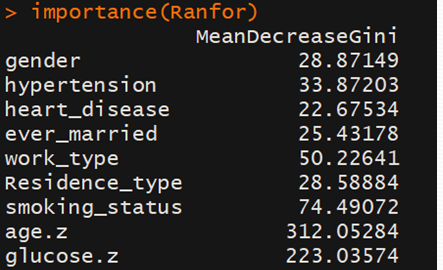 > importance(Ranfor)
MeanDecreaseGini
gender 28.87149
hypertension 33.87203
heart_disease 22.67534
ever_married 25.43178
work_type 50.22641
Residence_type 28.58884
smoking_status 74.49072
age.z 312.05284
glucose.z 223.03574